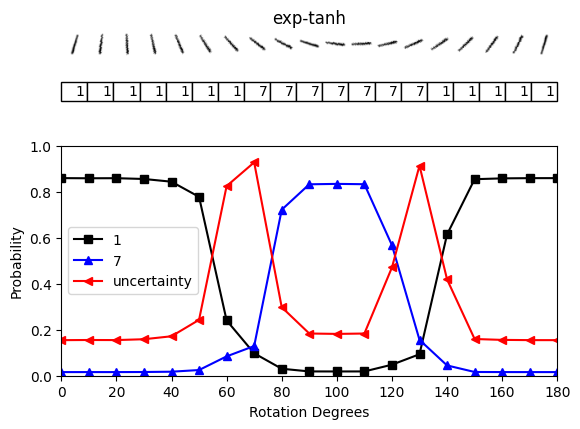 exp-tanh
1 1 1 1 1 1 1 7 7 7 7 7 7 7 1 1 1 1 1
1.0
0.8
0.6
0.4
0.2
0.0
Probability
1
7
uncertainty
0 20 40 60 80 100 120 140 160 180
Rotation Degrees